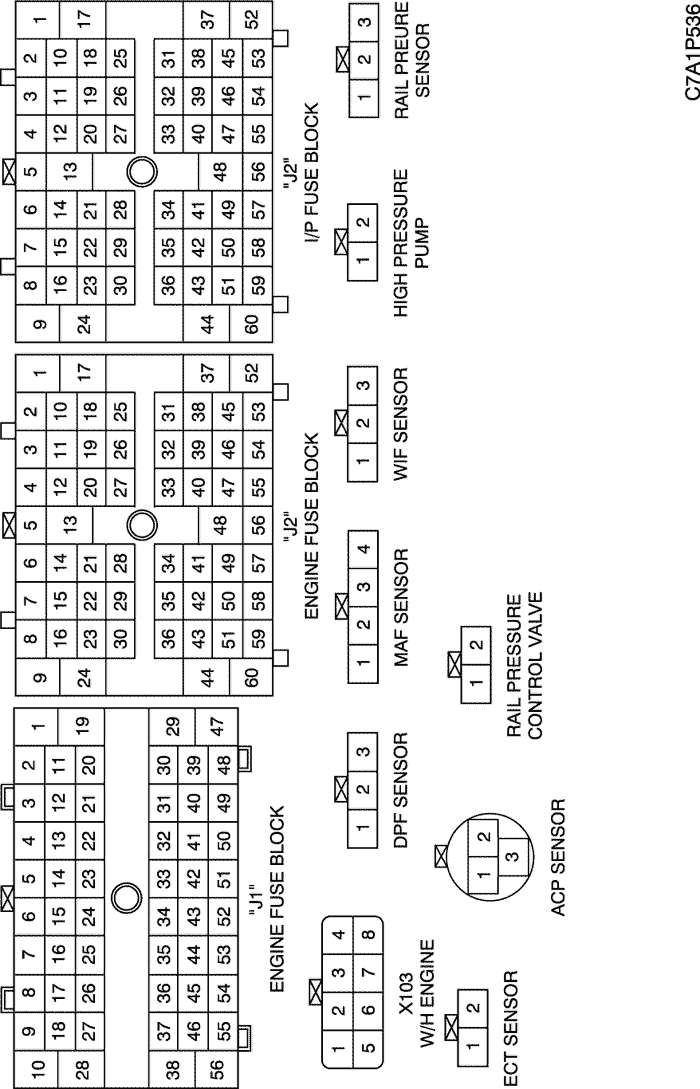 10 9 8 7 6 5 4 3 2 1
18 17 16 15 14 13 12 11
28 27 26 25 24 23 22 21 20 19
38 37 36 35 34 33 32 31 30 29
46 45 44 43 42 41 40 39
56 55 54 53 52 51 50 49 48 47
"J1"
ENGINE FUSE BLOCK
9 8 7 6 5 4 3 2 1
16 15 14 13 12 11 10
24 23 22 21 20 19 18 17
30 29 28 27 26 25
36 35 34 33 32 31
44 43 42 41 40 39 38 37
51 50 49 48 47 46 45
60 59 58 57 56 55 54 53 52
"J2"
ENGINE FUSE BLOCK
9 8 7 6 5 4 3 2 1
16 15 14 13 12 11 10
24 23 22 21 20 19 18 17
30 29 28 27 26 25
36 35 34 33 32 31
44 43 42 41 40 39 38 37
51 50 49 48 47 46 45
60 59 58 57 56 55 54 53 52
"J2"
I/P FUSE BLOCK
1 2 3 4
5 6 7 8
X103
W/H ENGINE
1 2 3
DPF SENSOR
1 2 3 4
MAF SENSOR
1 2 3
WIF SENSOR
1 2
HIGH PRESSURE
PUMP
1 2 3
RAIL PREURE
SENSOR
1 2
ECT SENSOR
1 2
3
ACP SENSOR
1 2
RAIL PRESSURE
CONTROL VALVE
C7A1P536